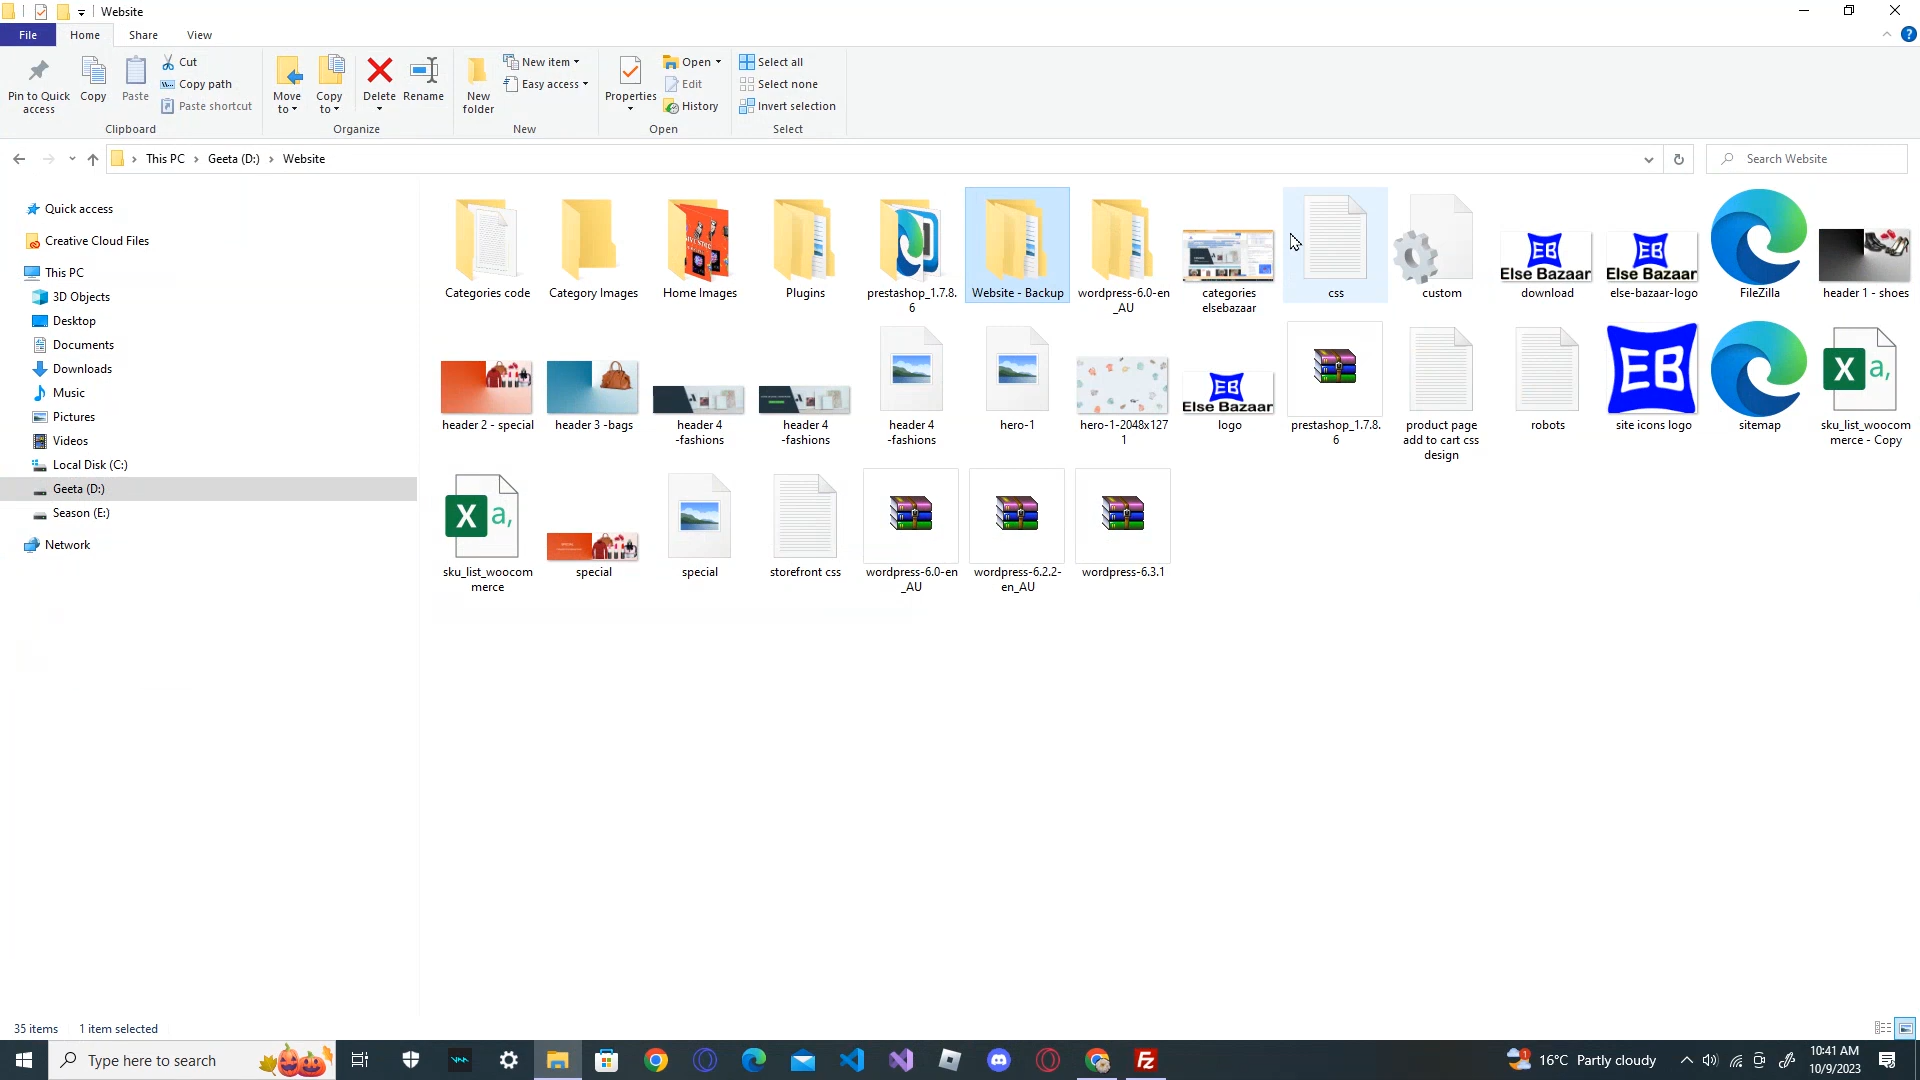 Website
File
Home
Share
View
Pin to Quick
access
Copy
Paste
Cut
Copy path
Paste shortcut
Clipboard
Move
to
Copy
to
Delete
Rename
Organize
New
folder
New item
Easy access
New
Properties
Open
Edit
History
Open
Select all
Select none
Invert selection
Select
This PC
Geeta (D:)
Website
Search Website
Quick access
Creative Cloud Files
This PC
3D Objects
Desktop
Documents
Downloads
Music
Pictures
Videos
Local Disk (C:)
Geeta (D:)
Season (E:)
Network
Categories code
Category Images
Home Images
Plugins
prestashop_1.7.8.
6
Website - Backup
wordpress-6.0-en
_AU
categories
elsebazaar
css
custom
EB
Else Bazaar
download
EB
Else Bazaar
else-bazaar-logo
FileZilla
header 1 - shoes
header 2 - special
header 3 -bags
header 4
-fashions
header 4
-fashions
header 4
-fashions
hero-1
hero-1-2048x127
1
EB
Else Bazaar
logo
prestashop_1.7.8.
6
product page
add to cart css
design
robots
EB
site icons logo
sitemap
X a,
sku_list_woocom
merce - Copy
X a,
sku_list_woocom
merce
special
special
storefront css
wordpress-6.0-en
_AU
wordpress-6.2.2-
en_AU
wordpress-6.3.1
35 items
1 item selected
Type here to search
Fz
1
16°C Partly cloudy
10:41 AM
10/9/2023